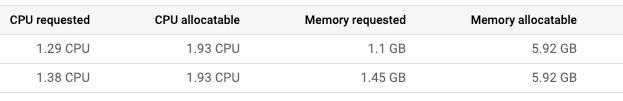 CPU requested CPU allocatable Memory requested Memory allocatable
1.29 CPU 1.93 CPU 1.1 GB 5.92 GB
1.38 CPU 1.93 CPU 1.45 GB 5.92 GB